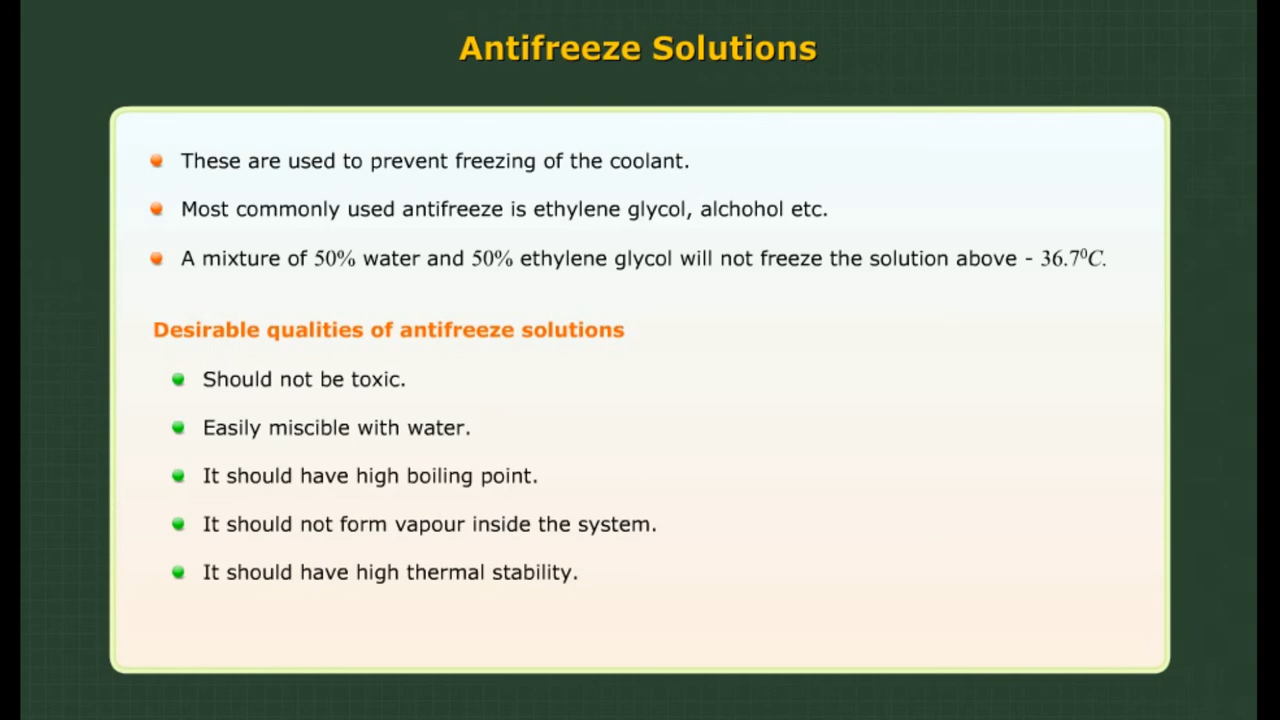 Antifreeze Solutions
These are used to prevent freezing of the coolant.
Most commonly used antifreeze is ethylene glycol, alchohol etc.
A mixture of 50% water and 50% ethylene glycol will not freeze the solution above - 36.7⁰C.
Desirable qualities of antifreeze solutions
Should not be toxic.
Easily miscible with water.
It should have high boiling point.
It should not form vapour inside the system.
It should have high thermal stability.